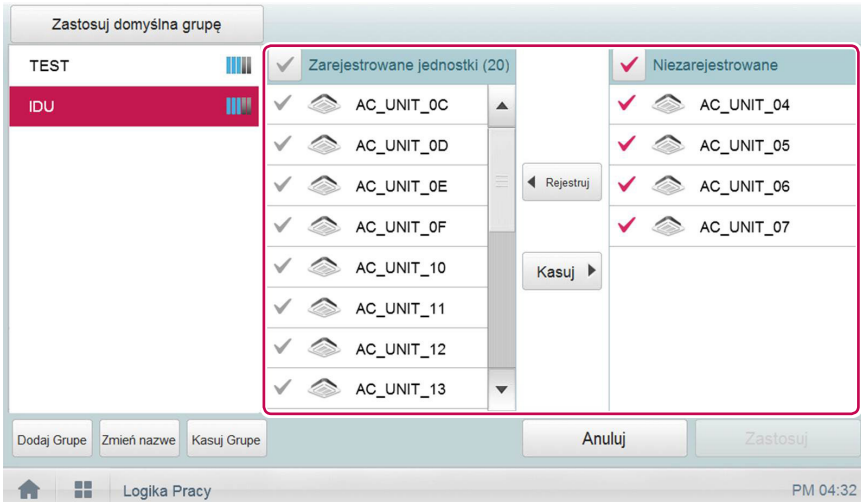 Zastosuj domyślna grupę
TEST
IDU
Zarejestrowane jednostki (20)
AC_UNIT_0C
AC_UNIT_0D
AC_UNIT_0E
AC_UNIT_0F
AC_UNIT_10
AC_UNIT_11
AC_UNIT_12
AC_UNIT_13
Rejestruj
Kasuj
Niezarejestrowane
AC_UNIT_04
AC_UNIT_05
AC_UNIT_06
AC_UNIT_07
Dodaj Grupe
Zmień nazwe
Kasuj Grupe
Anuluj
Zastosuj
Logika Pracy
PM 04:32